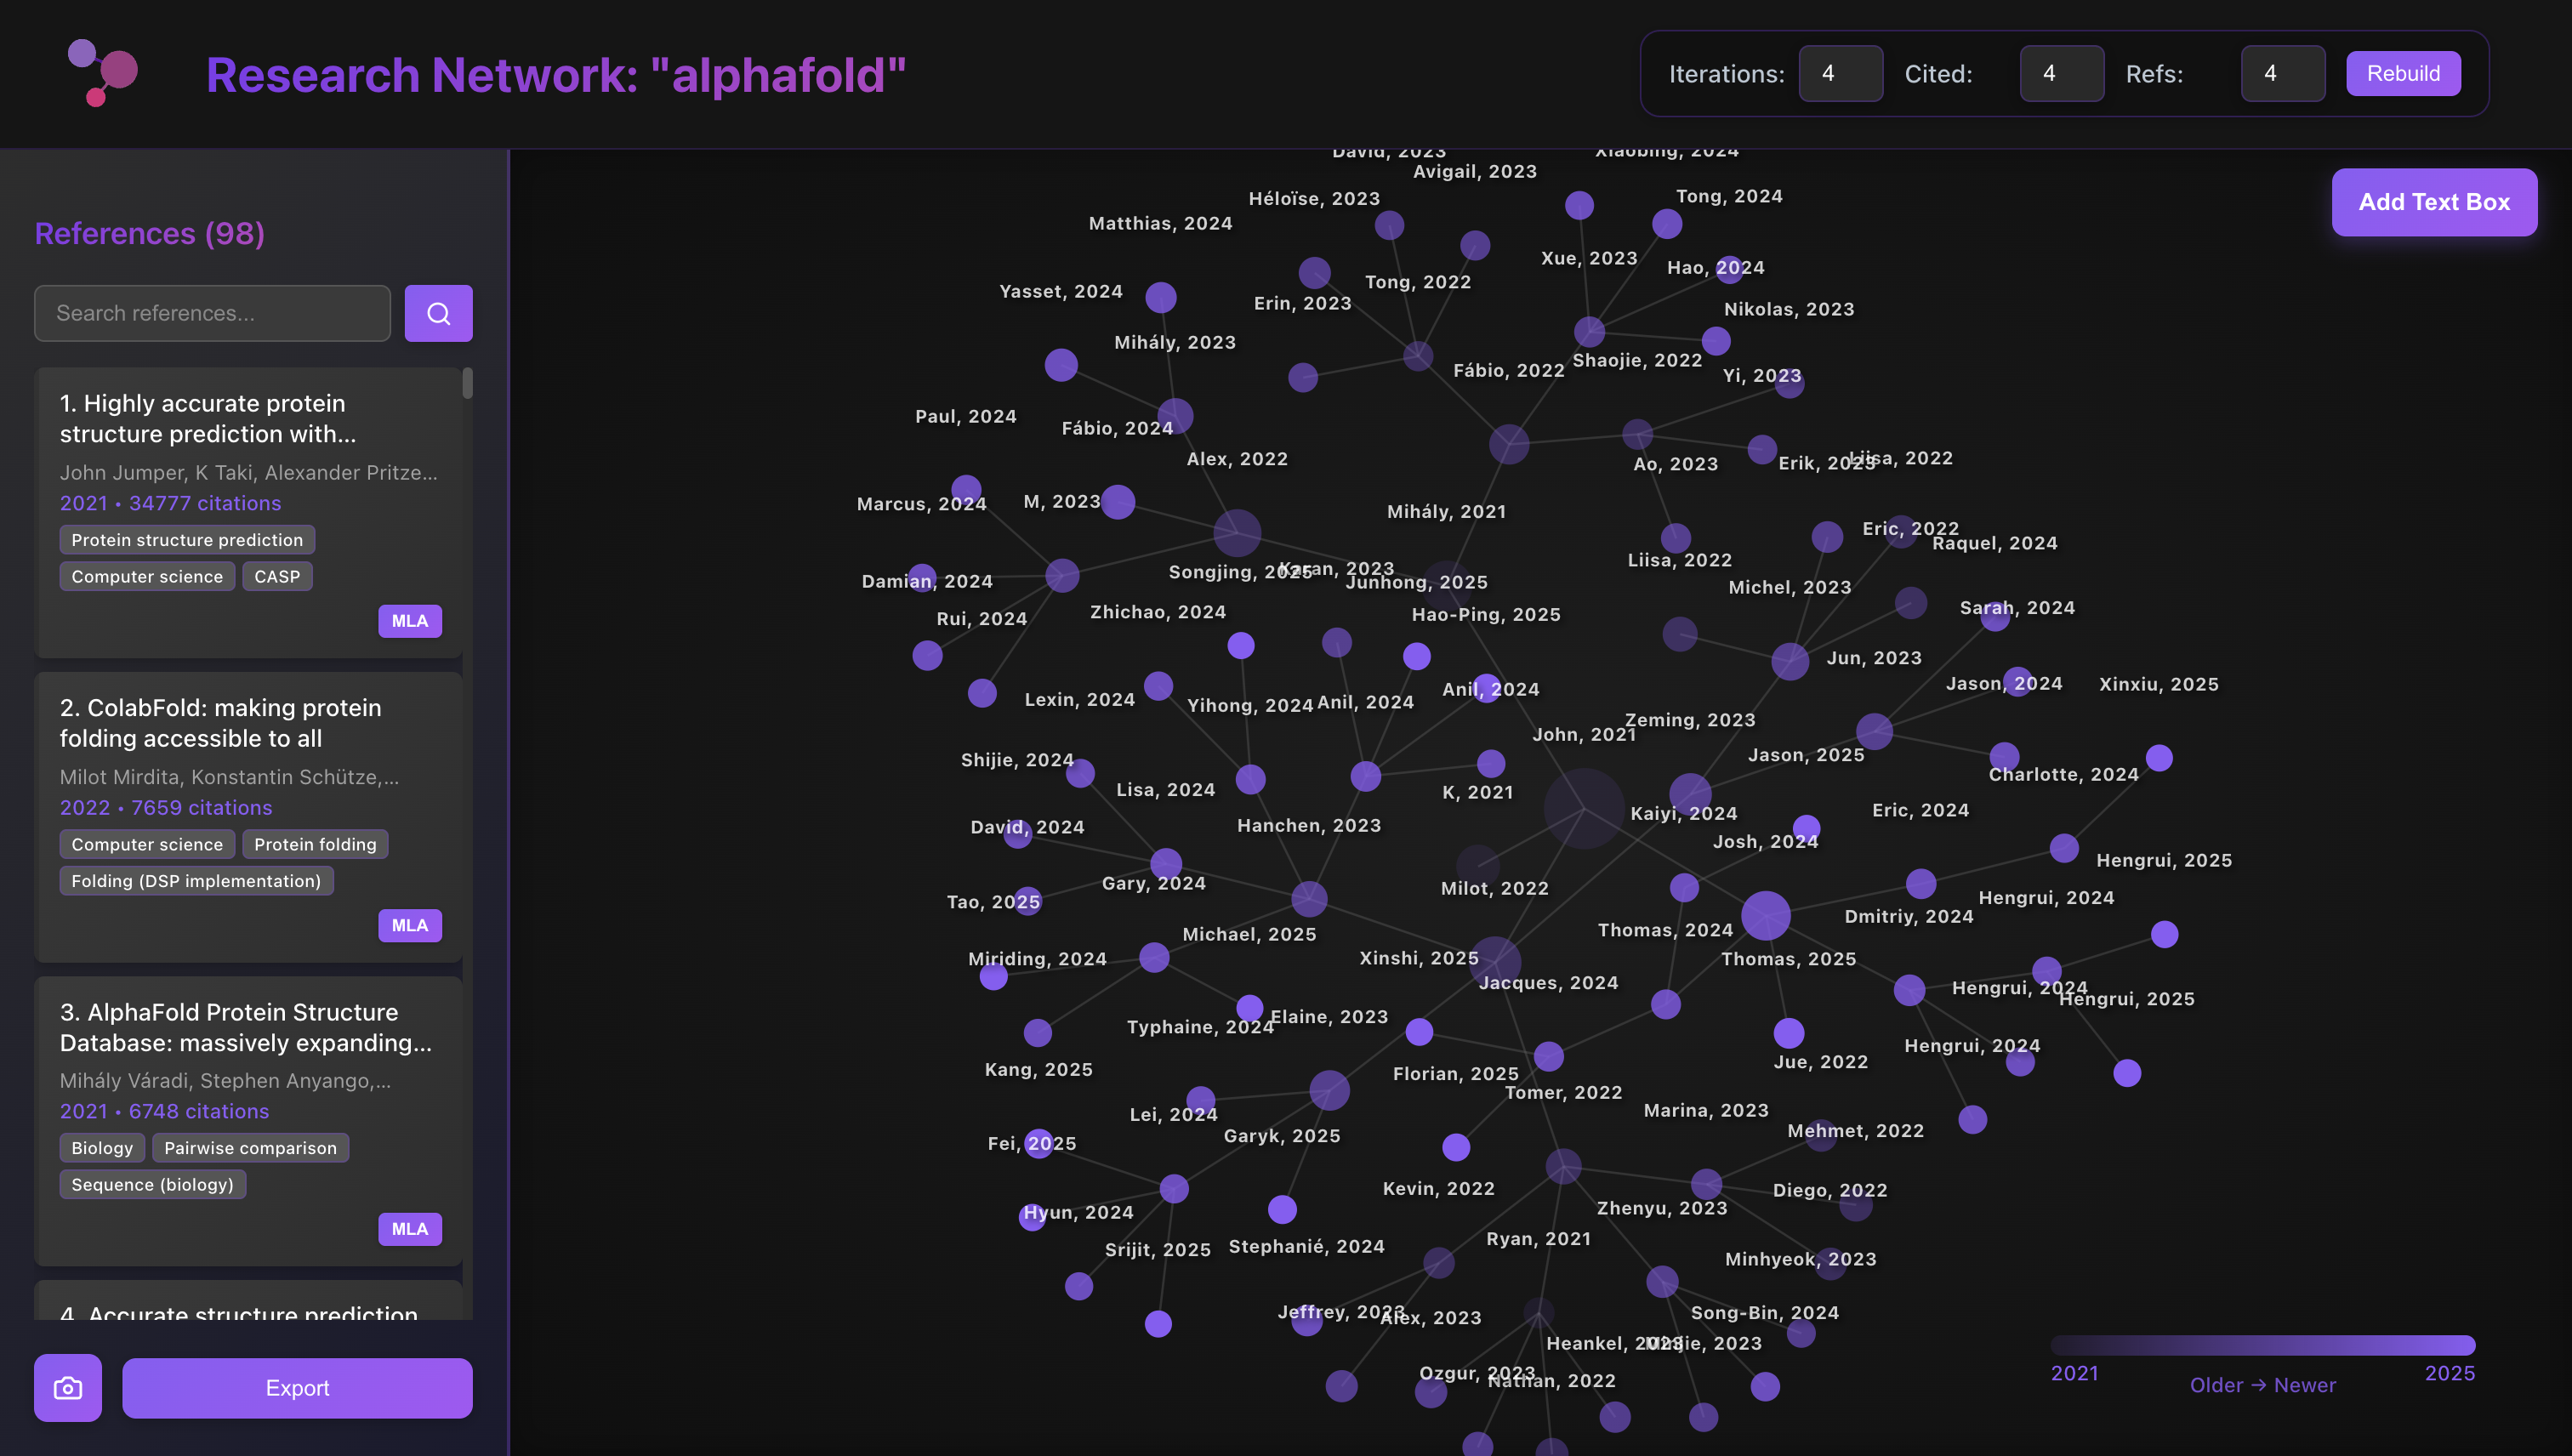 Research Network: "alphafold"
Iterations: 4 Cited: 4 Refs: 4 Rebuild
References (98)
Search references...
1. Highly accurate protein
structure prediction with...
John Jumper, K Taki, Alexander Pritze...
2021 • 34777 citations
Protein structure prediction
Computer science CASP
MLA
2. ColabFold: making protein
folding accessible to all
Milot Mirdita, Konstantin Schütze,...
2022 • 7659 citations
Computer science Protein folding
Folding (DSP implementation)
MLA
3. AlphaFold Protein Structure
Database: massively expanding...
Mihály Váradi, Stephen Anyango,...
2021 • 6748 citations
Biology Pairwise comparison
Sequence (biology)
MLA
4. Accurate structure prediction
Export
Add Text Box
David, 2023
Xiaobing, 2024
Avigail, 2023
Héloïse, 2023
Tong, 2024
Matthias, 2024
Xue, 2023
Hao, 2024
Tong, 2022
Yasset, 2024
Erin, 2023
Nikolas, 2023
Mihály, 2023
Shaojie, 2022
Fábio, 2022
Yi, 2023
Paul, 2024
Fábio, 2024
Alex, 2022
Ao, 2023
Erik, 2023
Liisa, 2022
Marcus, 2024
M, 2023
Mihály, 2021
Eric, 2022
Raquel, 2024
Liisa, 2022
Songjing, 2025
Karan, 2023
Junhong, 2025
Damian, 2024
Michel, 2023
Zhichao, 2024
Hao-Ping, 2025
Sarah, 2024
Rui, 2024
Jun, 2023
Jason, 2024
Xinxiu, 2025
Lexin, 2024
Yihong, 2024
Anil, 2024
Anil, 2024
Zeming, 2023
John, 2021
Jason, 2025
Shijie, 2024
Charlotte, 2024
Lisa, 2024
K, 2021
Kaiyi, 2024
Eric, 2024
David, 2024
Hanchen, 2023
Josh, 2024
Hengrui, 2025
Gary, 2024
Milot, 2022
Hengrui, 2024
Tao, 2025
Dmitriy, 2024
Michael, 2025
Thomas, 2024
Miriding, 2024
Xinshi, 2025
Thomas, 2025
Jacques, 2024
Hengrui, 2024
Hengrui, 2025
Typhaine, 2024
Elaine, 2023
Hengrui, 2024
Kang, 2025
Florian, 2025
Jue, 2022
Tomer, 2022
Lei, 2024
Marina, 2023
Garyk, 2025
Mehmet, 2022
Fei, 2025
Kevin, 2022
Diego, 2022
Hyun, 2024
Zhenyu, 2023
Srijit, 2025
Stephanié, 2024
Ryan, 2021
Minhyeok, 2023
Jeffrey, 2023
Alex, 2023
Song-Bin, 2024
Heankel, 2023
Minjie, 2023
Ozgur, 2023
Nathan, 2022
2021 Older → Newer 2025